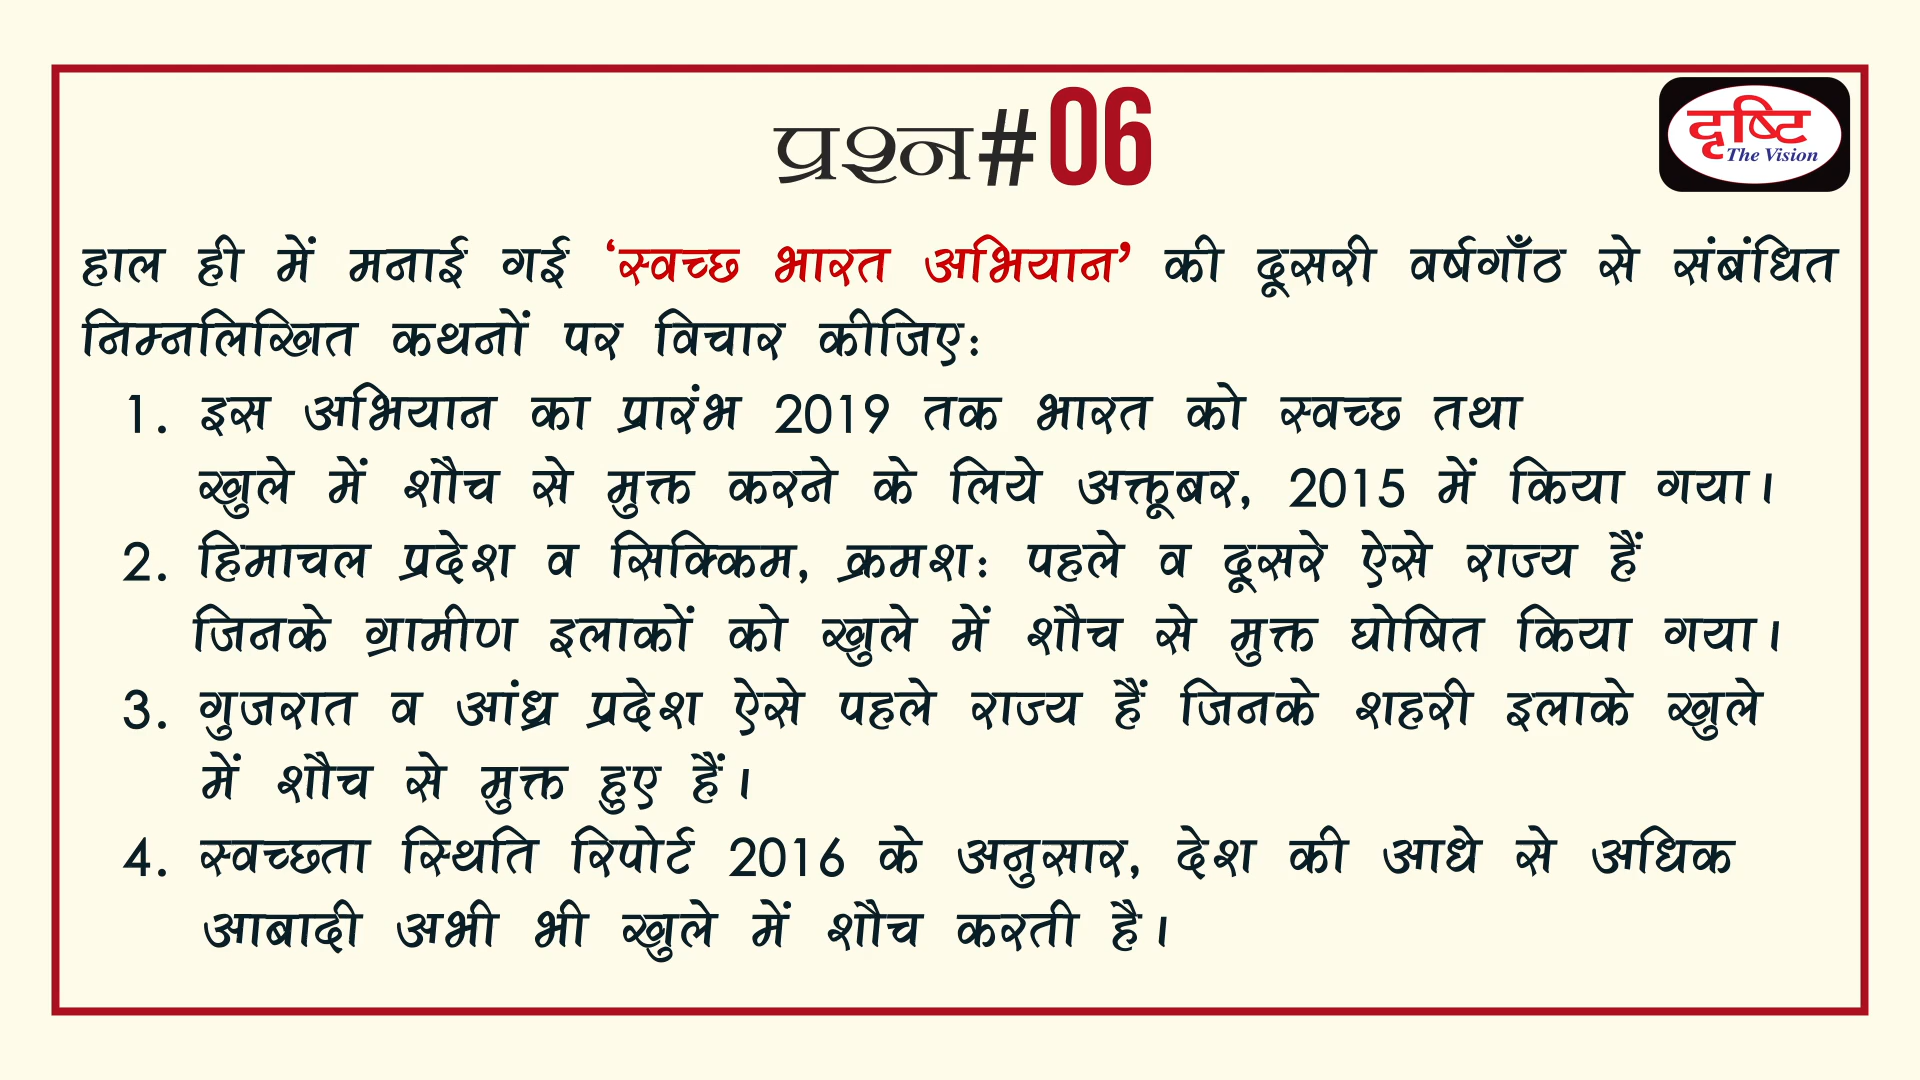 प्रश्न#06
दृष्टि
The Vision
हाल ही में मनाई गई ‘स्वच्छ भारत अभियान’ की दूसरी वर्षगाँठ से संबंधित
निम्नलिखित कथनों पर विचार कीजिए:
1. इस अभियान का प्रारंभ 2019 तक भारत को स्वच्छ तथा
खुले में शौच से मुक्त करने के लिये अक्तूबर, 2015 में किया गया।
2. हिमाचल प्रदेश व सिक्किम, क्रमश: पहले व दूसरे ऐसे राज्य हैं
जिनके ग्रामीण इलाकों को खुले में शौच से मुक्त घोषित किया गया।
3. गुजरात व आंध्र प्रदेश ऐसे पहले राज्य हैं जिनके शहरी इलाके खुले
में शौच से मुक्त हुए हैं।
4. स्वच्छता स्थिति रिपोर्ट 2016 के अनुसार, देश की आधे से अधिक
आबादी अभी भी खुले में शौच करती है।